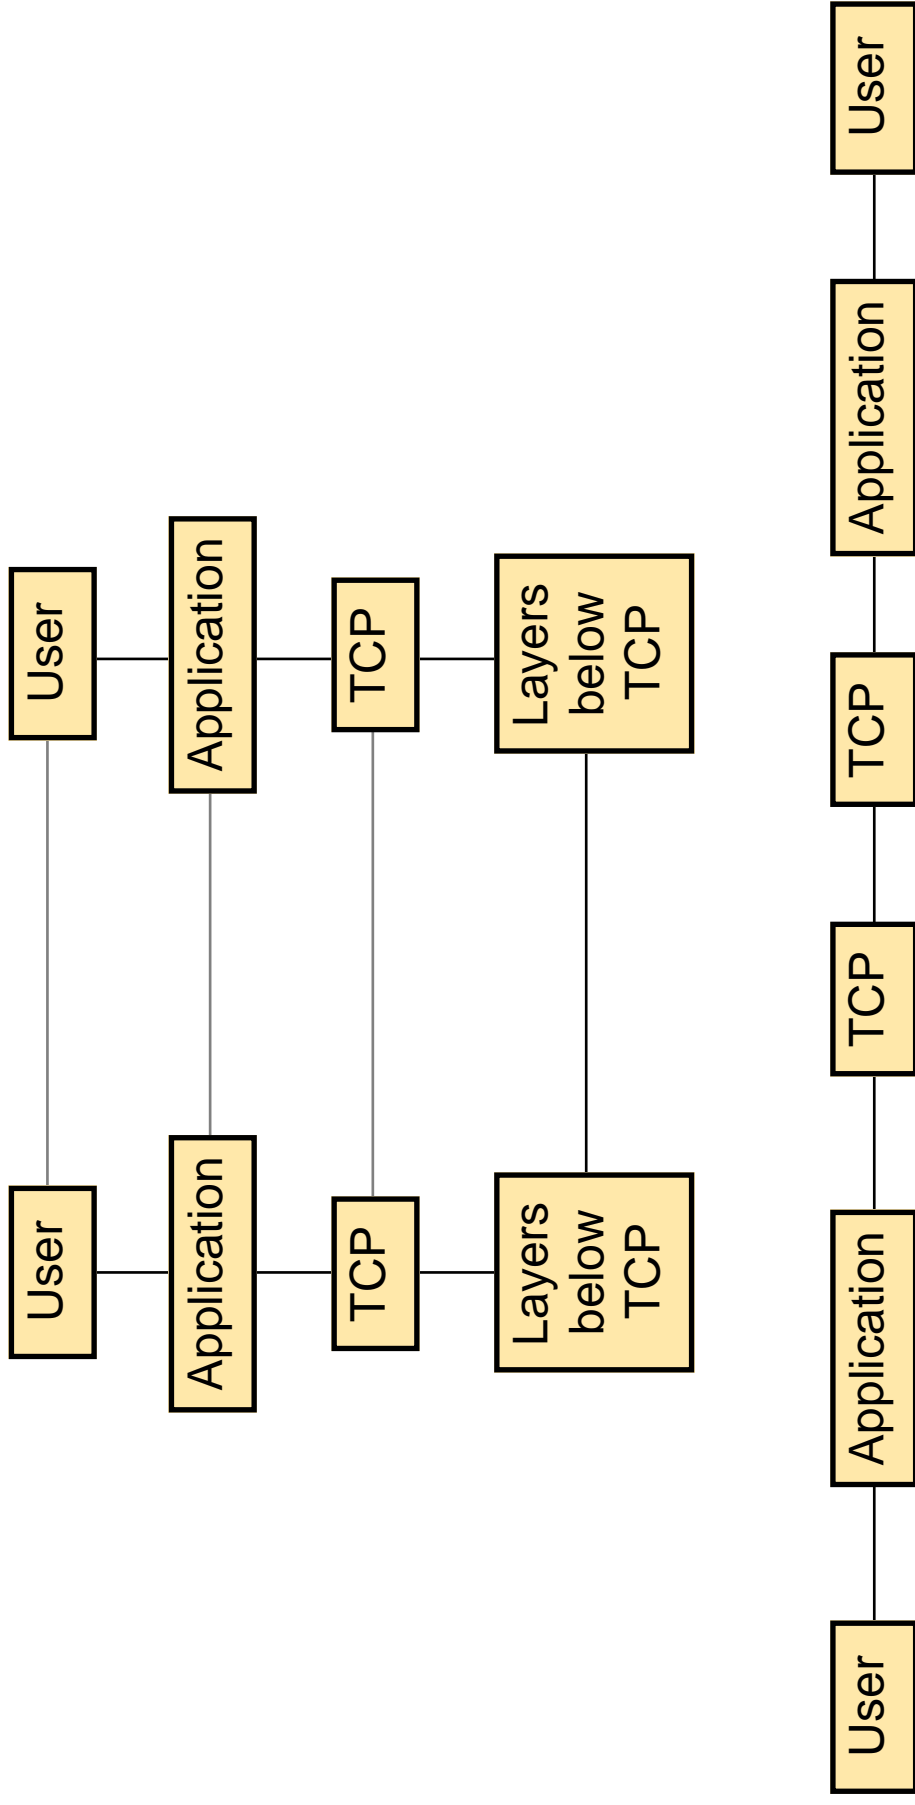 User
User
Application
Application
TCP
TCP
Layers
below
TCP
Layers
below
TCP
User
Application
TCP
TCP
Application
User